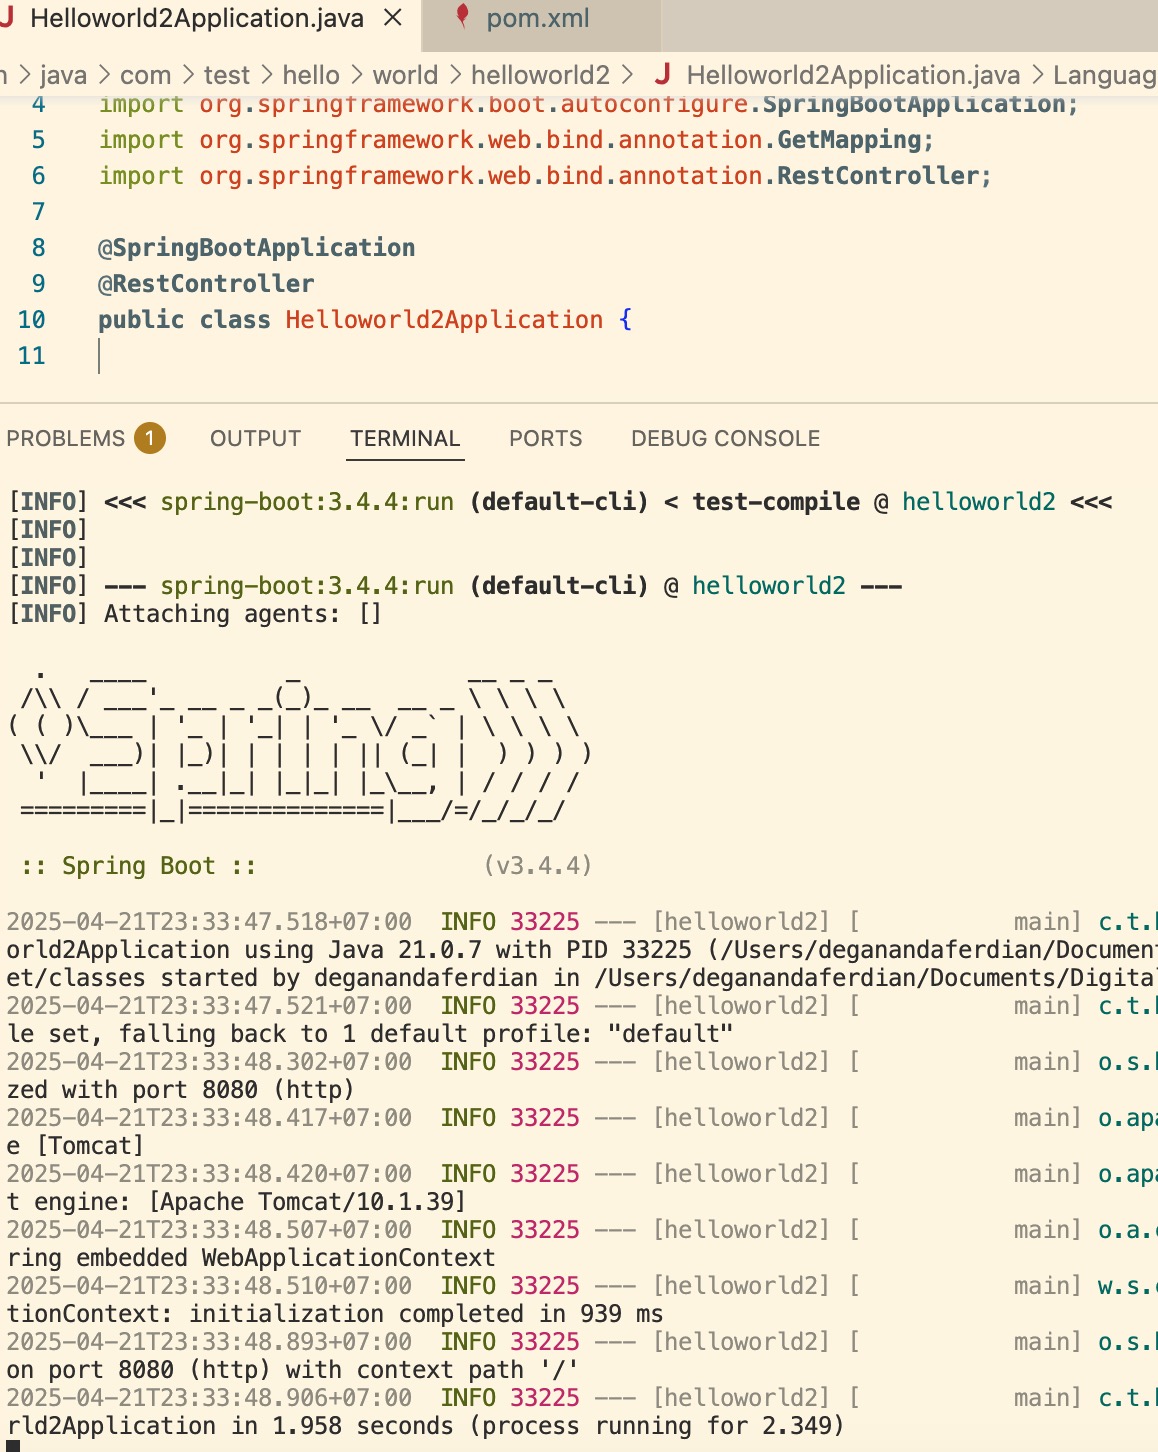 Helloworld2Application.java × pom.xml
> java > com > test > hello > world > helloworld2 > J Helloworld2Application.java >
4 import org.springframework.boot.autoconfigure.SpringBootApplication;
5 import org.springframework.web.bind.annotation.GetMapping;
6 import org.springframework.web.bind.annotation.RestController;
7
8 @SpringBootApplication
9 @RestController
10 public class Helloworld2Application {
11
PROBLEMS 1 OUTPUT TERMINAL PORTS DEBUG CONSOLE
[INFO] <<< spring-boot:3.4.4:run (default-cli) < test-compile @ helloworld2 <<<
[INFO]
[INFO]
[INFO] --- spring-boot:3.4.4:run (default-cli) @ helloworld2 ---
[INFO] Attaching agents: []
  .   ____          _            __ _ _
 /\\ / ___'_ __ _ _(_)_ __  __ _ \ \ \ \
( ( )\___ | '_ | '_| | '_ \/ _` | \ \ \ \
 \\/  ___)| |_)| | | | | || (_| |  ) ) ) )
  '  |____| .__|_| |_|_| |_\__, | / / / /
 =========|_|==============|___/=/_/_/_/
:: Spring Boot :: (v3.4.4)
2025-04-21T23:33:47.518+07:00 INFO 33225 --- [helloworld2] [ main]
orld2Application using Java 21.0.7 with PID 33225 (/Users/deganandaferdian/
et/classes started by deganandaferdian in /Users/deganandaferdian/Documents/
2025-04-21T23:33:47.521+07:00 INFO 33225 --- [helloworld2] [ main]
le set, falling back to 1 default profile: "default"
2025-04-21T23:33:48.302+07:00 INFO 33225 --- [helloworld2] [ main]
zed with port 8080 (http)
2025-04-21T23:33:48.417+07:00 INFO 33225 --- [helloworld2] [ main]
e [Tomcat]
2025-04-21T23:33:48.420+07:00 INFO 33225 --- [helloworld2] [ main]
t engine: [Apache Tomcat/10.1.39]
2025-04-21T23:33:48.507+07:00 INFO 33225 --- [helloworld2] [ main]
ring embedded WebApplicationContext
2025-04-21T23:33:48.510+07:00 INFO 33225 --- [helloworld2] [ main]
tionContext: initialization completed in 939 ms
2025-04-21T23:33:48.893+07:00 INFO 33225 --- [helloworld2] [ main]
on port 8080 (http) with context path '/'
2025-04-21T23:33:48.906+07:00 INFO 33225 --- [helloworld2] [ main]
rld2Application in 1.958 seconds (process running for 2.349)